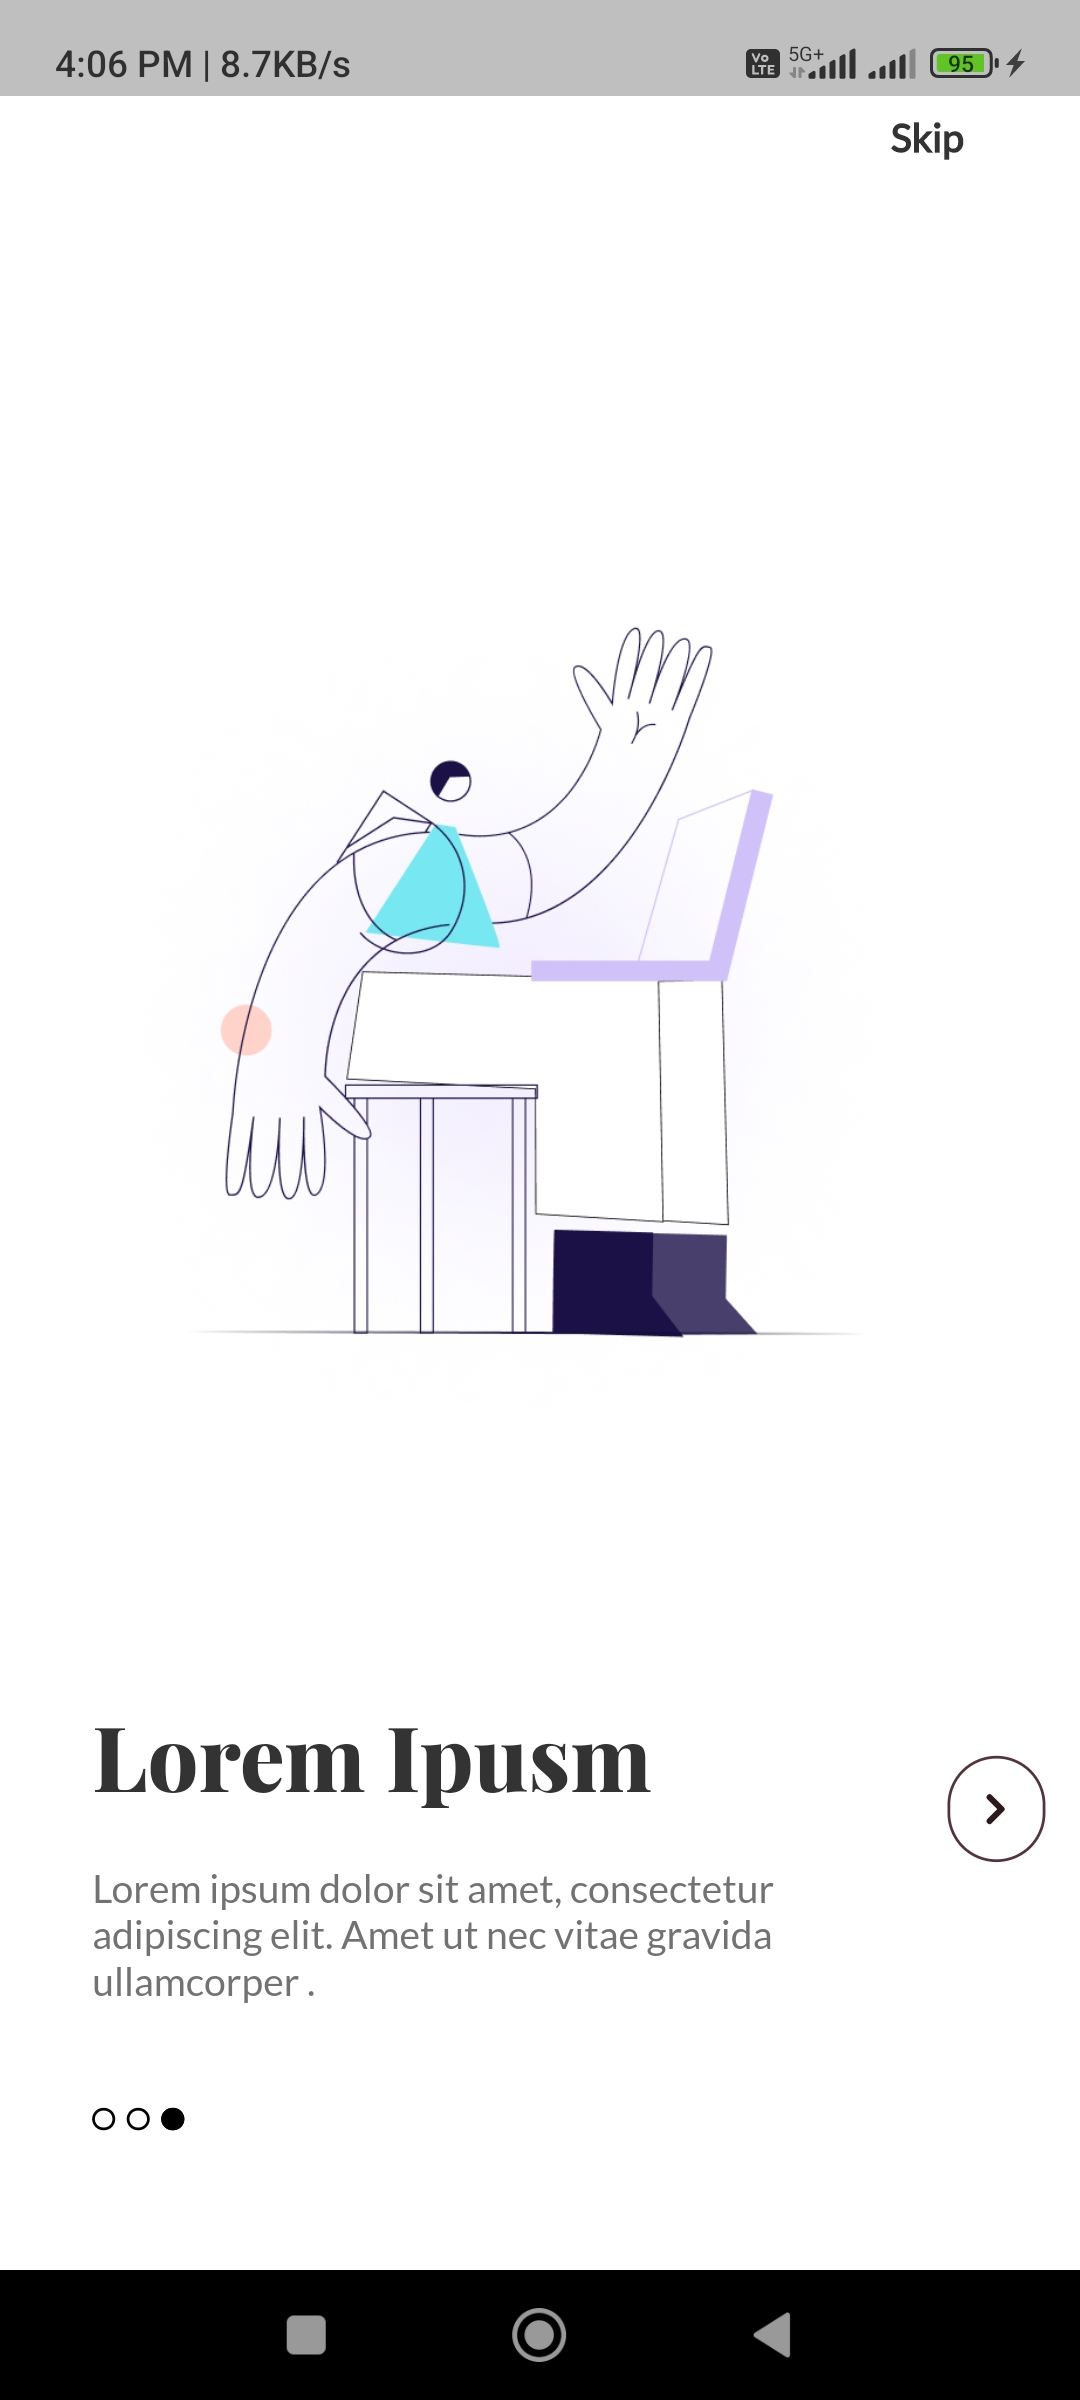 4:06 PM | 8.7KB/s
Vo LTE 5G+ 95
Skip
Lorem Ipusm
Lorem ipsum dolor sit amet, consectetur
adipiscing elit. Amet ut nec vitae gravida
ullamcorper .